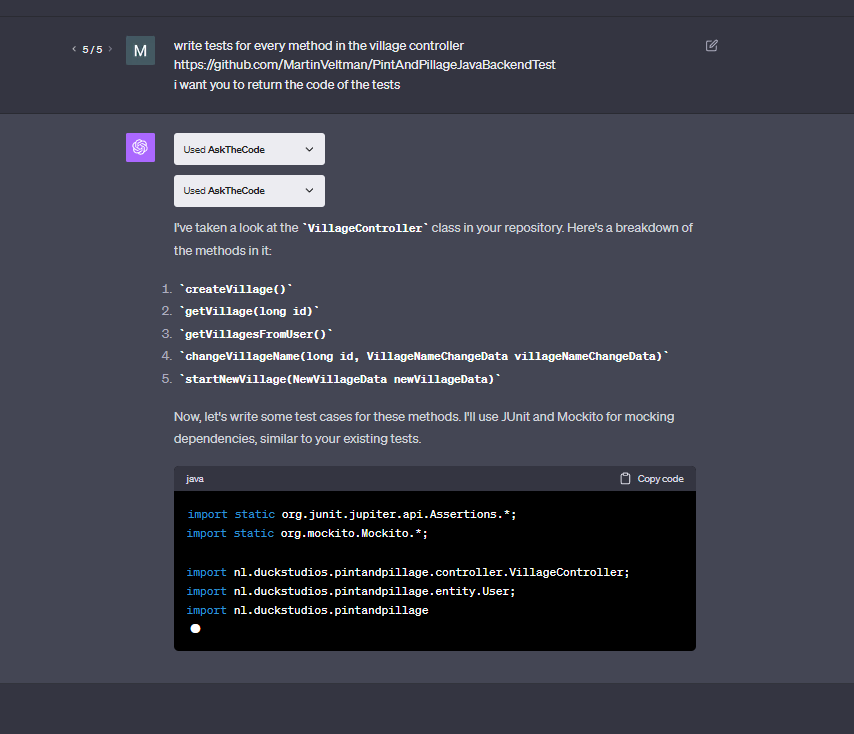 5 / 5
M
write tests for every method in the village controller
https://github.com/MartinVeltman/PintAndPillageJavaBackendTest
i want you to return the code of the tests
Used AskTheCode
Used AskTheCode
I've taken a look at the `VillageController` class in your repository. Here's a breakdown of
the methods in it:
1. `createVillage()`
2. `getVillage(long id)`
3. `getVillagesFromUser()`
4. `changeVillageName(long id, VillageNameChangeData villageNameChangeData)`
5. `startNewVillage(NewVillageData newVillageData)`
Now, let's write some test cases for these methods. I'll use JUnit and Mockito for mocking
dependencies, similar to your existing tests.
java
Copy code
import static org.junit.jupiter.api.Assertions.*;
import static org.mockito.Mockito.*;
import nl.duckstudios.pintandpillage.controller.VillageController;
import nl.duckstudios.pintandpillage.entity.User;
import nl.duckstudios.pintandpillage